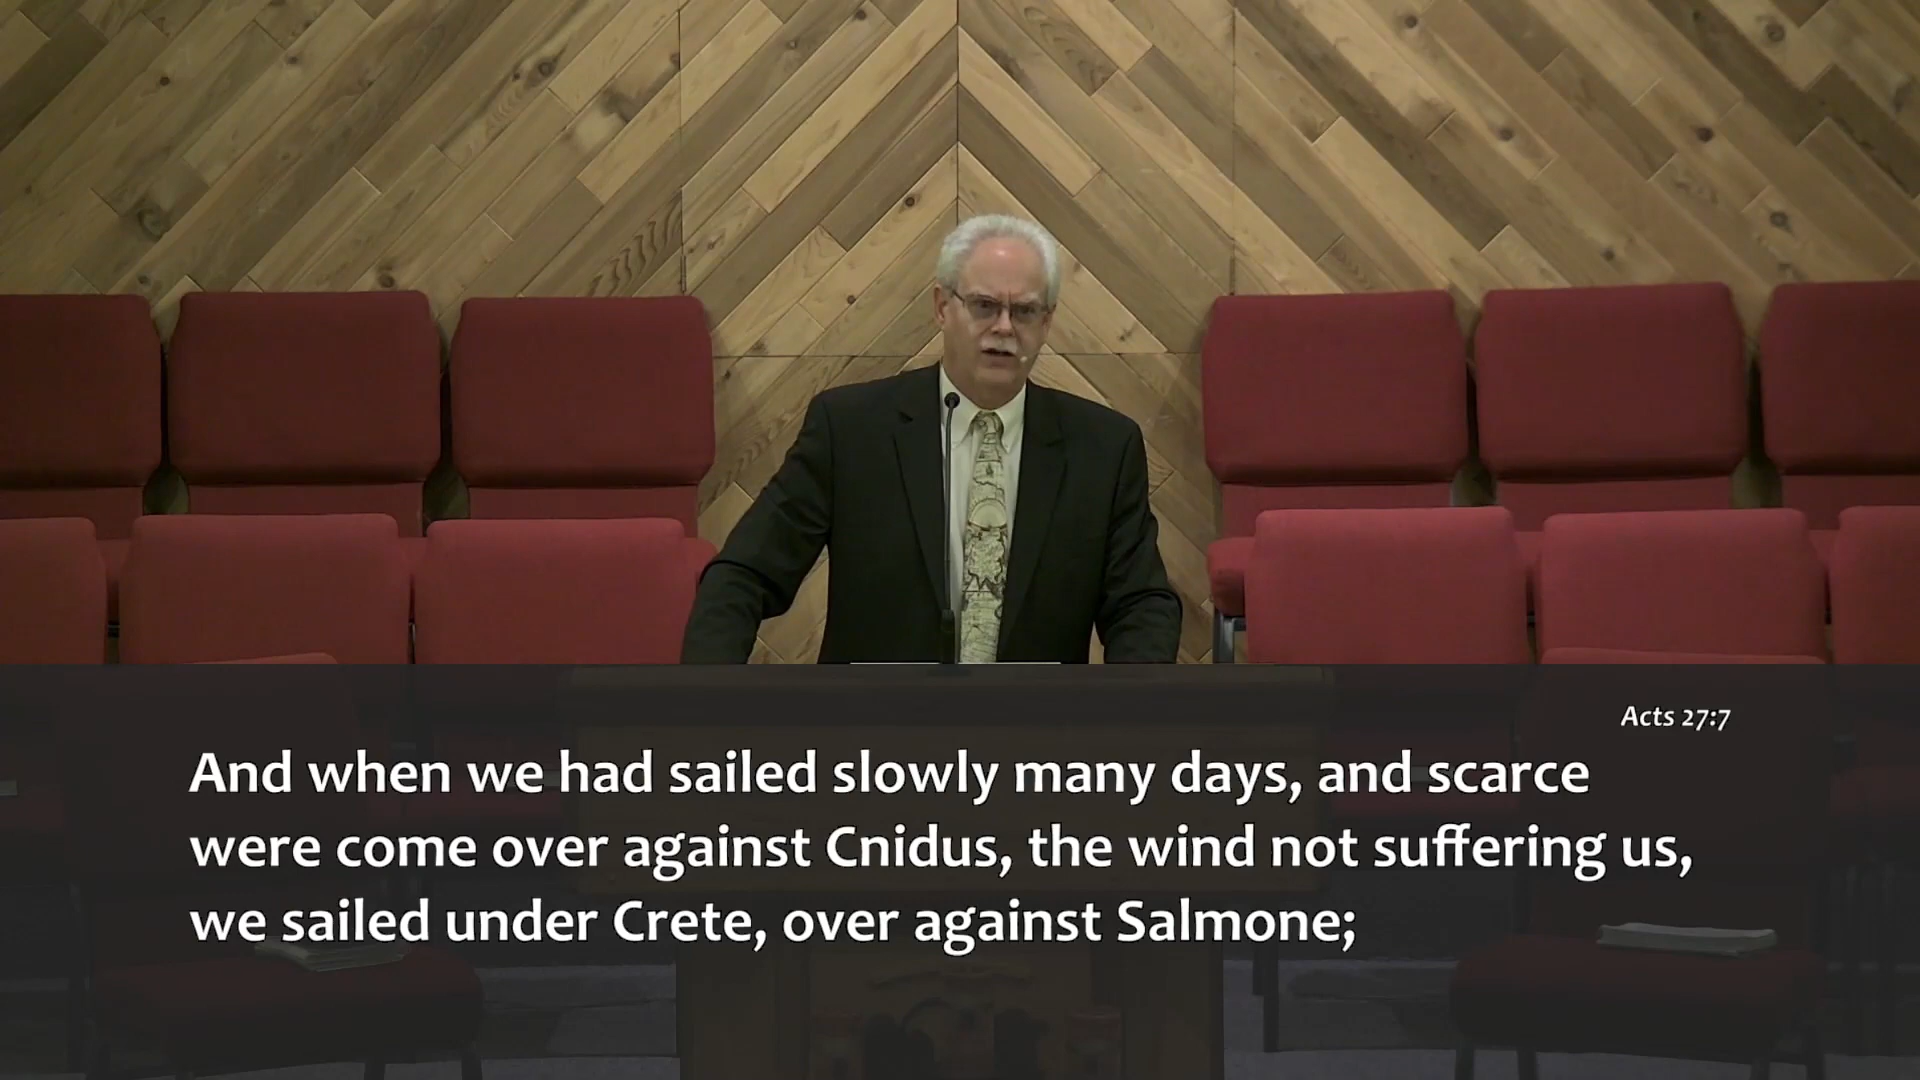 Acts 27:7
And when we had sailed slowly many days, and scarce
were come over against Cnidus, the wind not suffering us,
we sailed under Crete, over against Salmone;